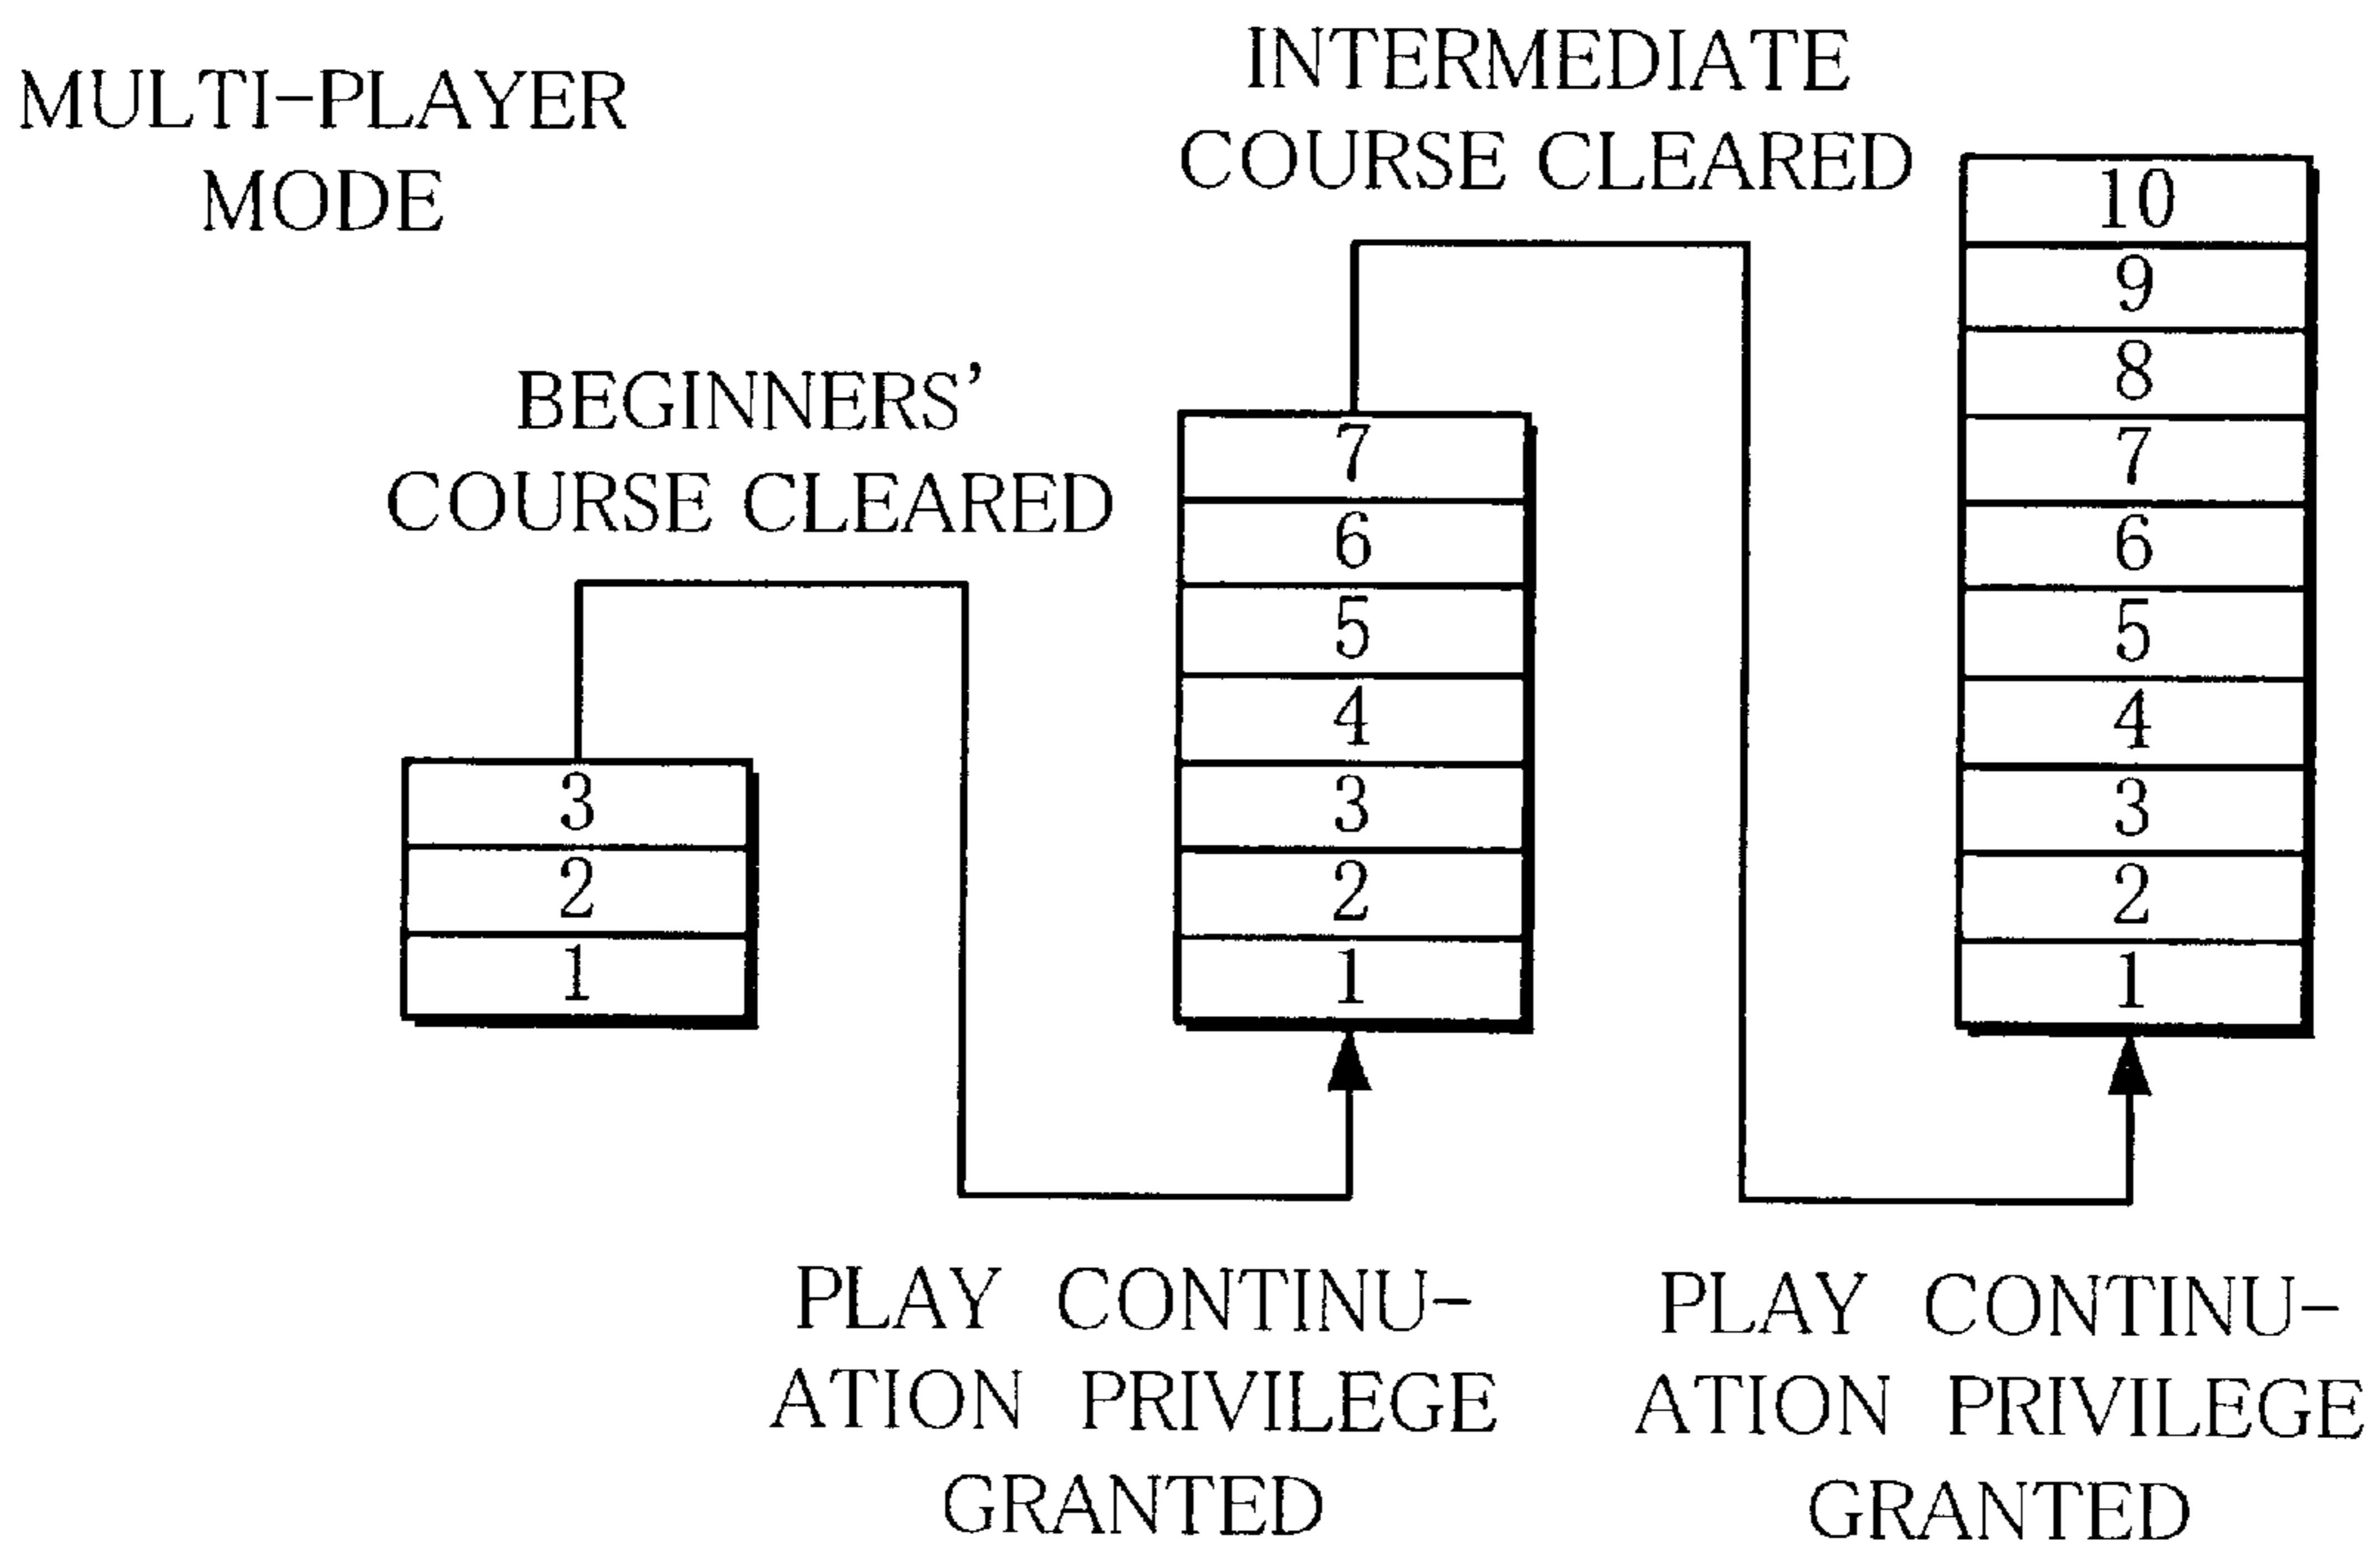 MULTI-PLAYER
MODE
BEGINNERS'
COURSE CLEARED
INTERMEDIATE
COURSE CLEARED
3
2
1
7
6
5
4
3
2
1
10
9
8
7
6
5
4
3
2
1
PLAY CONTINU-
ATION PRIVILEGE
GRANTED
PLAY CONTINU-
ATION PRIVILEGE
GRANTED